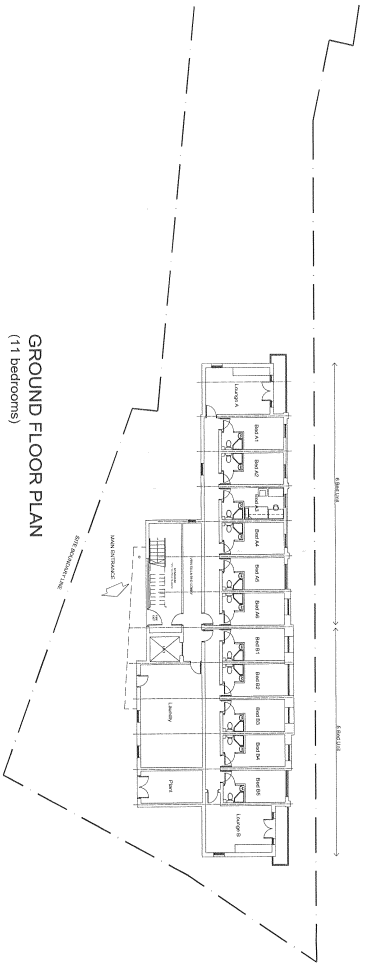 GROUND FLOOR PLAN
(11 bedrooms)
6 Bed Unit
5 Bed Unit
Lounge A
Bed A1
Bed A2
Bed A3
Bed A4
Bed A5
Bed A6
Bed B1
Bed B2
Bed B3
Bed B4
Bed B5
Lounge B
Laundry
Plant
MAIN ENTRANCE
SITE BOUNDARY LINE